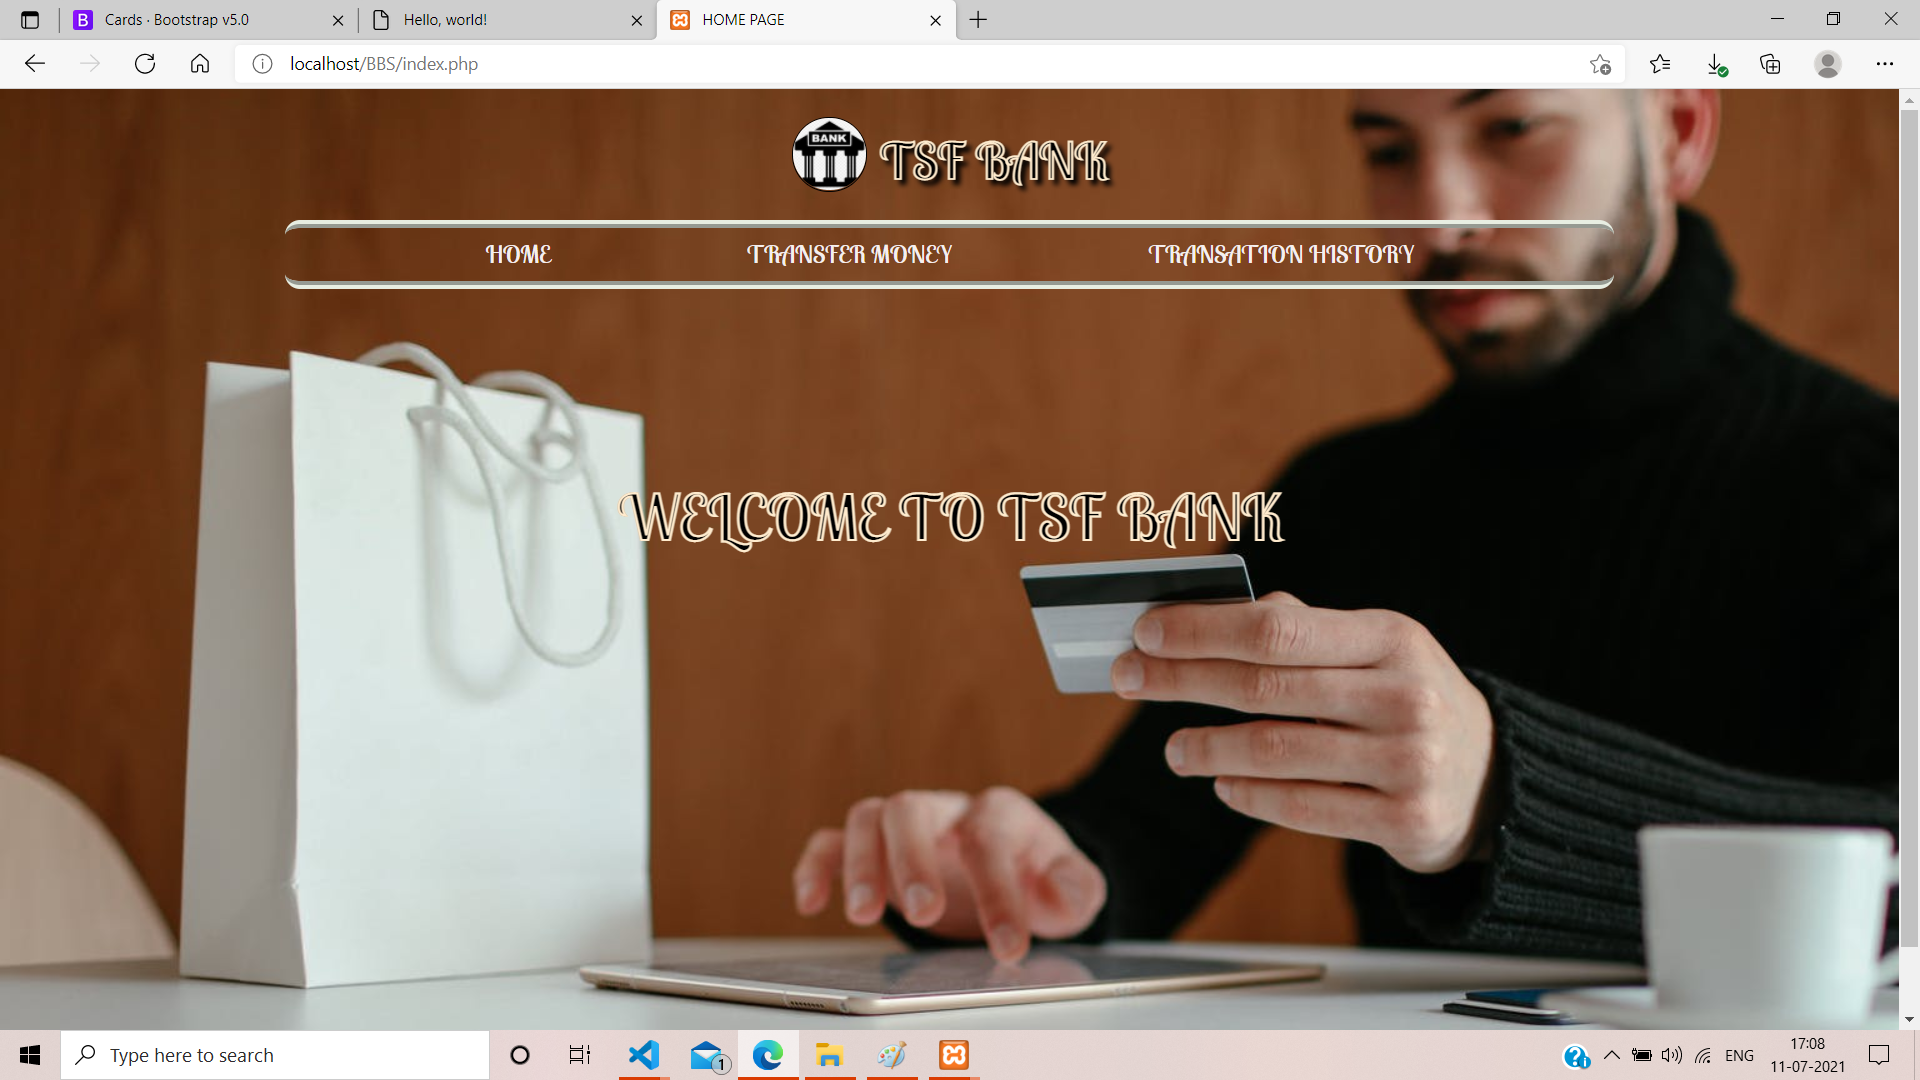 Cards · Bootstrap v5.0
Hello, world!
HOME PAGE
localhost/BBS/index.php
BANK
TSF BANK
HOME
TRANSFER MONEY
TRANSATION HISTORY
WELCOME TO TSF BANK
Type here to search
1
ENG
17:08
11-07-2021